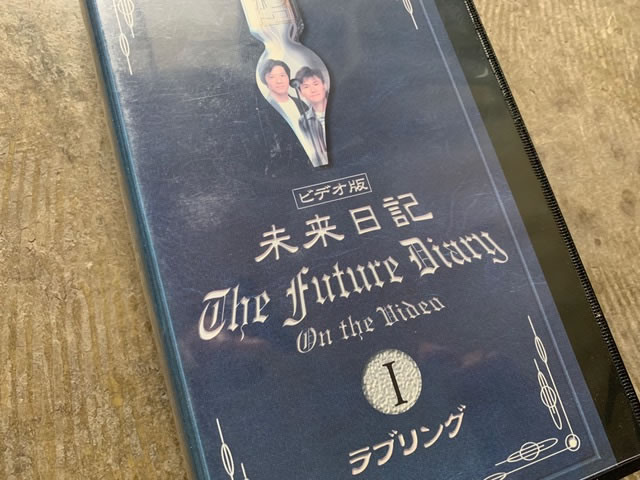 ビデオ版
未来日記
The Future Diary
On the Video
I
ラブリング